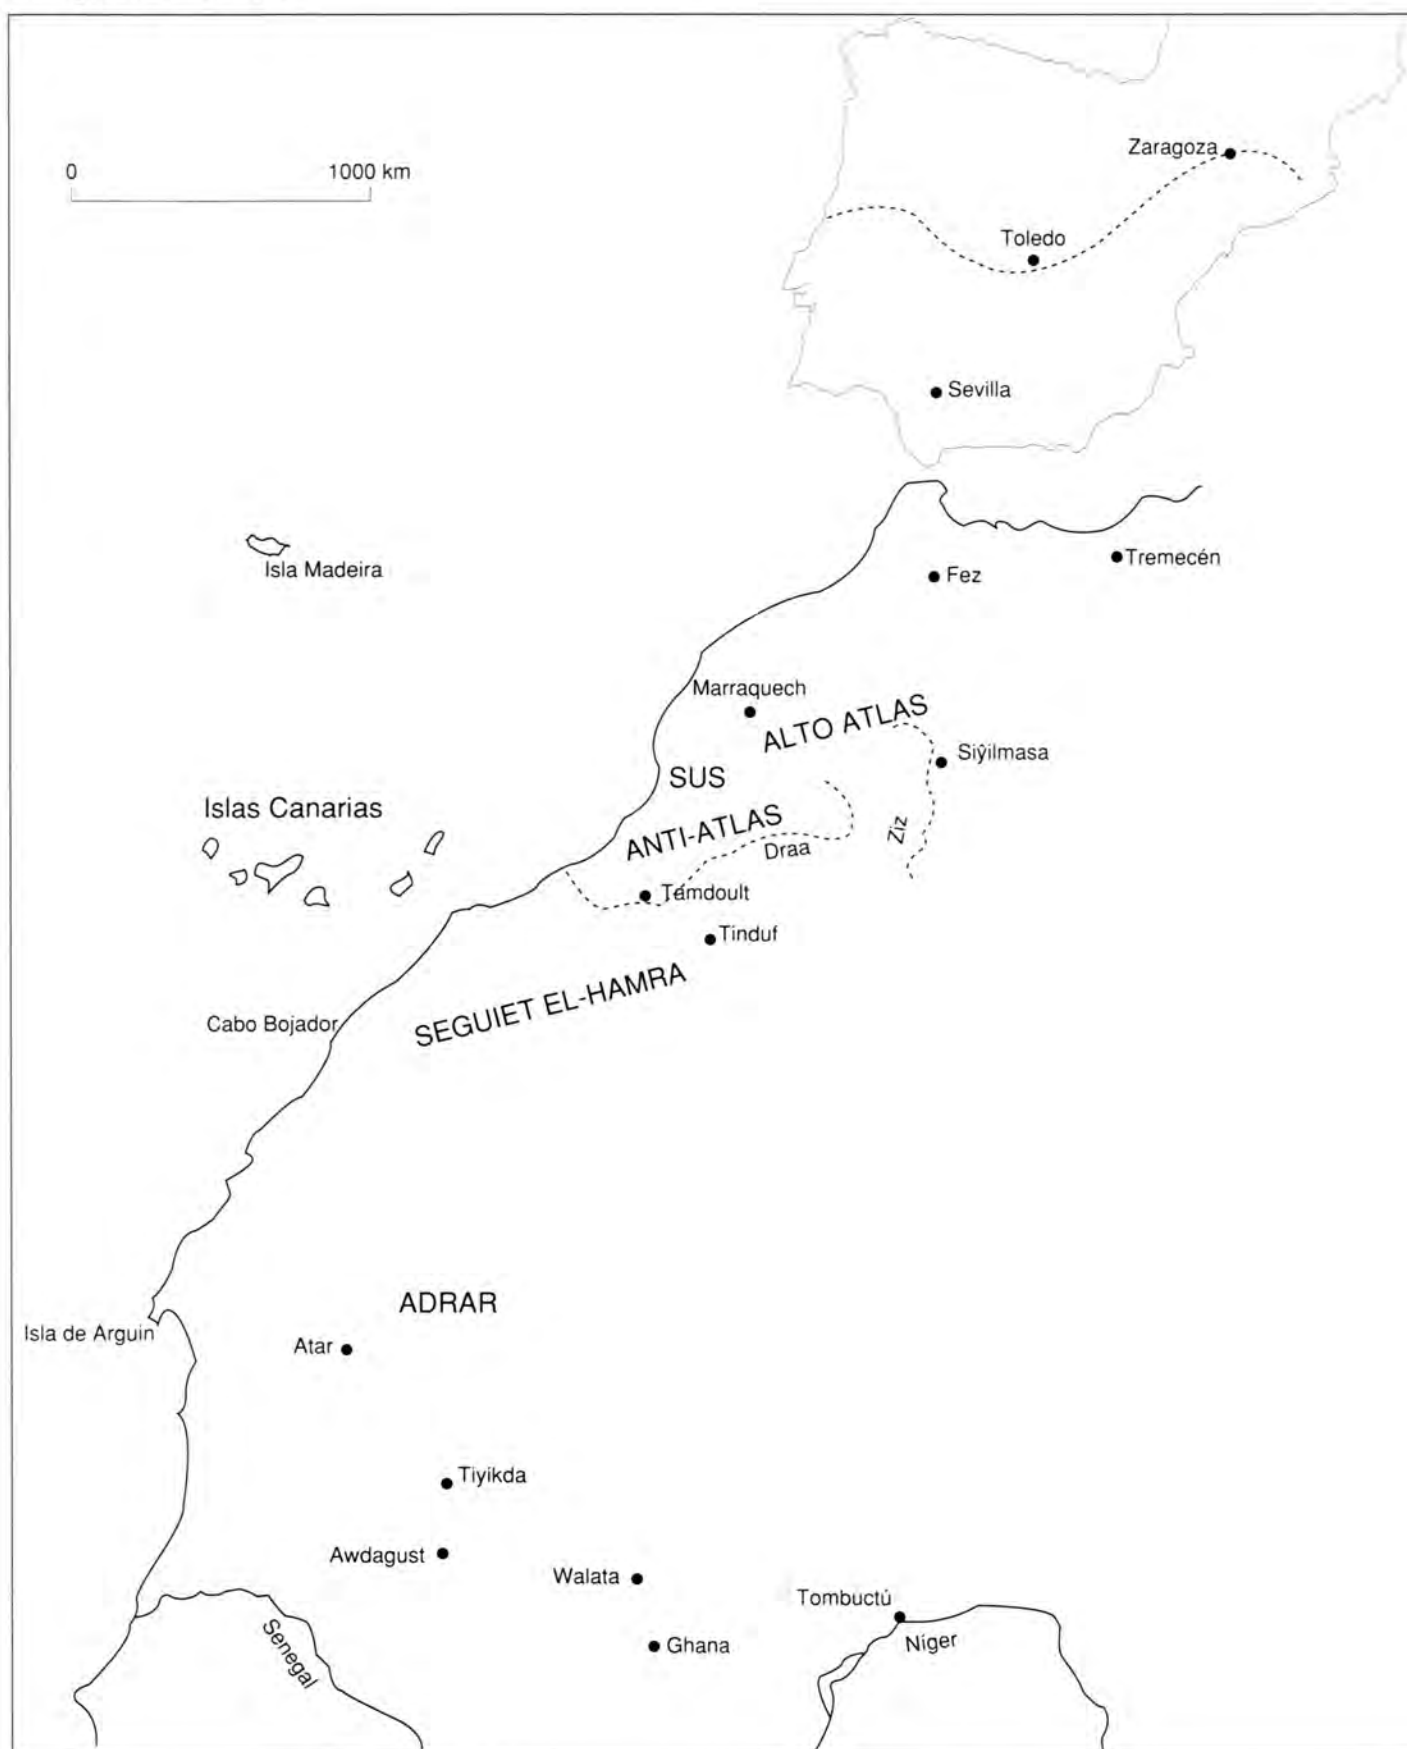 Zaragoza
0 1000 km
Toledo
Sevilla
Isla Madeira
Tremecén
Fez
Marraquech
ALTO ATLAS
Siŷilmasa
SUS
Islas Canarias
ANTI-ATLAS
Ziz
Draa
Tamdoult
Tinduf
SEGUIET EL-HAMRA
Cabo Bojador
ADRAR
Isla de Arguin
Atar
Tiyikda
Awdagust
Walata
Tombuctú
Níger
Ghana
Senegal